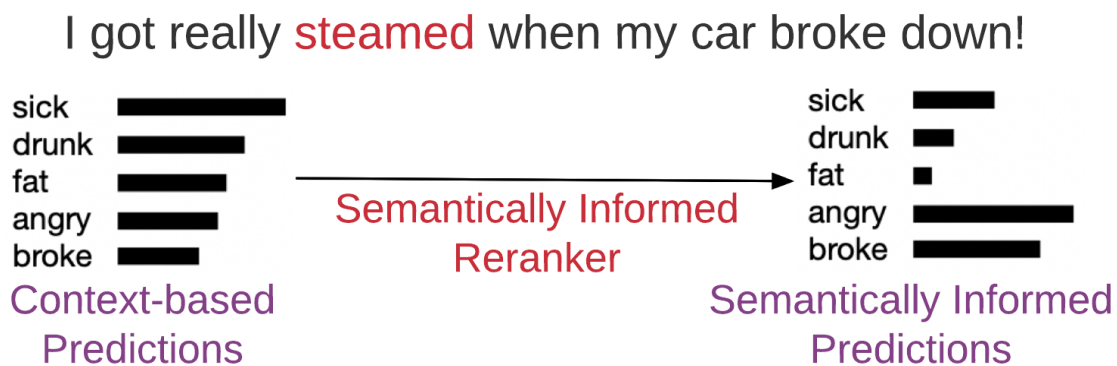 I got really steamed when my car broke down!
sick
drunk
fat
angry
broke
Context-based
Predictions
Semantically Informed
Reranker
sick
drunk
fat
angry
broke
Semantically Informed
Predictions